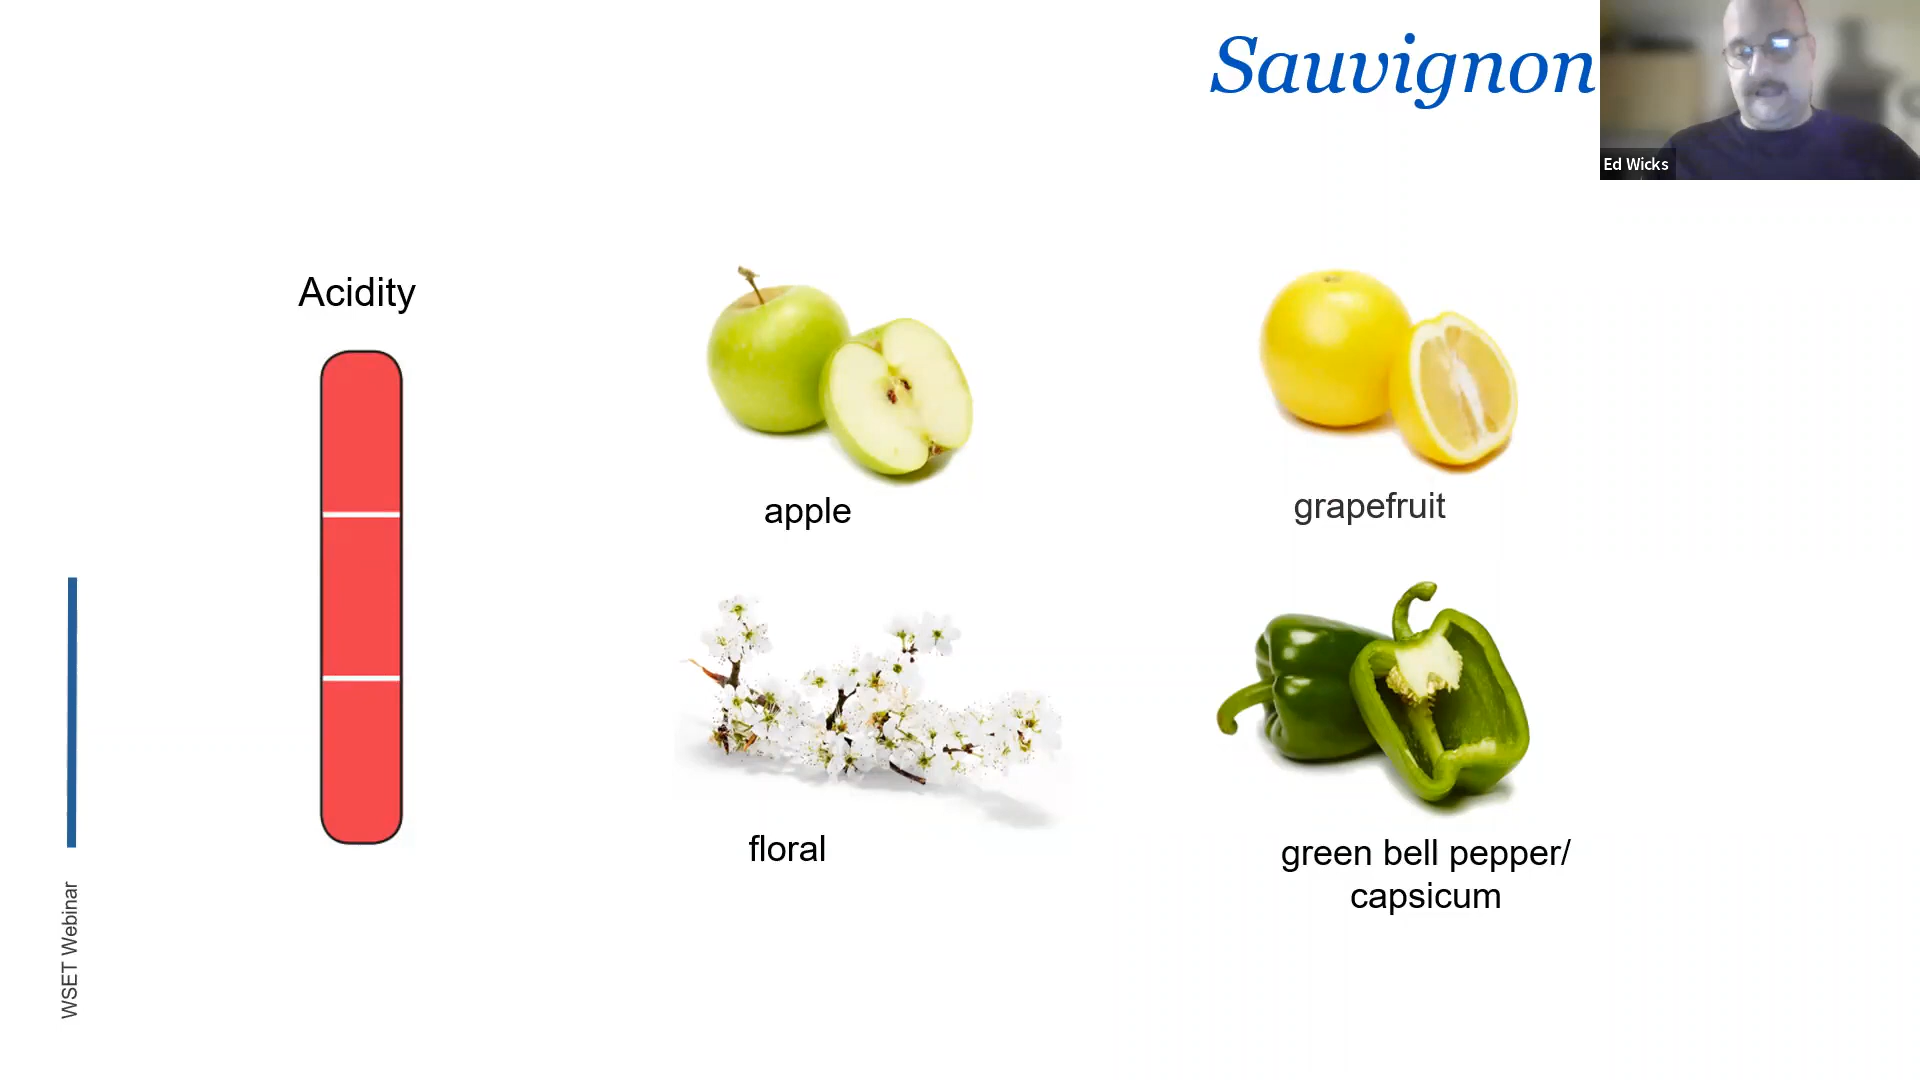 Sauvignon
Ed Wicks
Acidity
apple
grapefruit
floral
green bell pepper/
capsicum
WSET Webinar